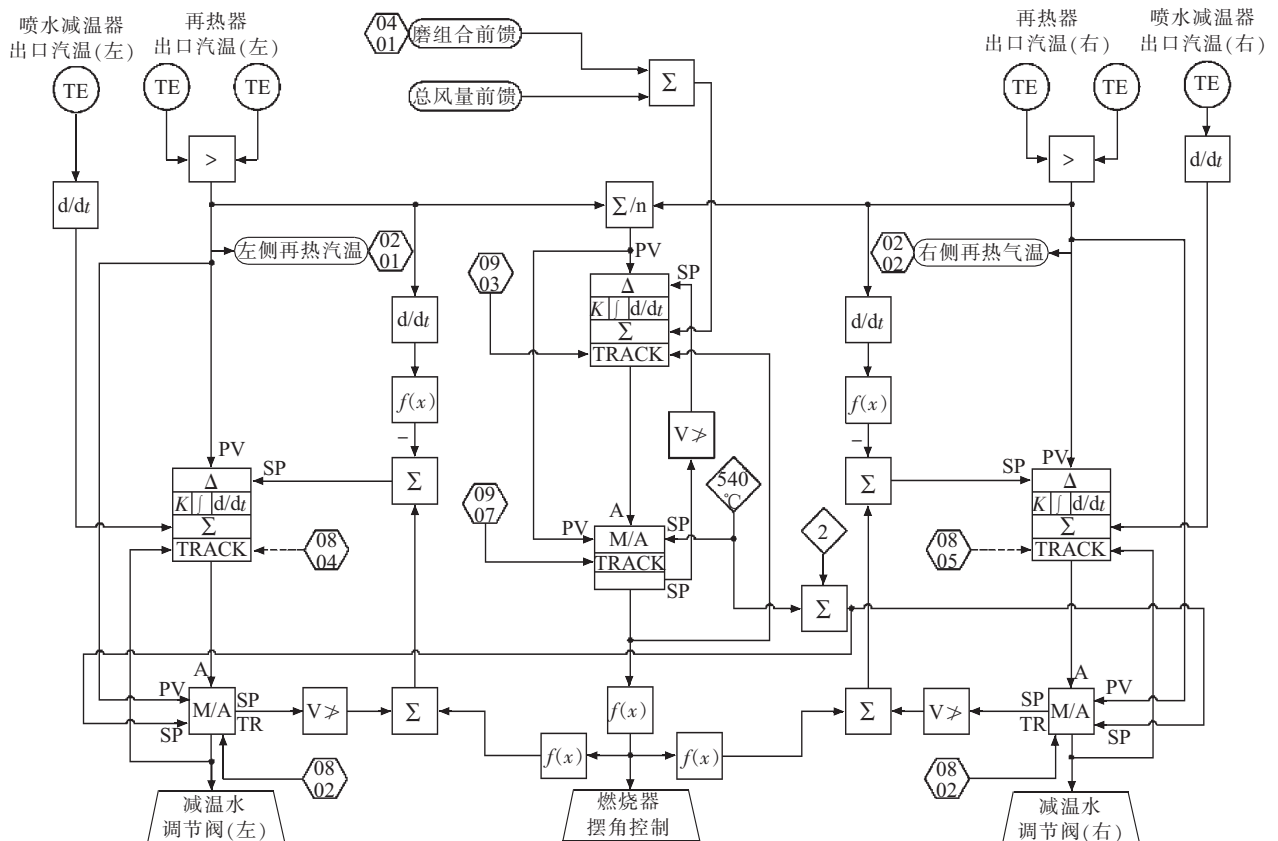 喷水减温器
出口汽温(左)
再热器
出口汽温(左)
04
01
磨组合前馈
总风量前馈
Σ
再热器
出口汽温(右)
喷水减温器
出口汽温(右)
TE
TE
TE
TE
TE
TE
>
>
d/dt
d/dt
Σ/n
左侧再热汽温
02
01
02
02
右侧再热气温
PV
SP
09
03
Δ
K ∫ d/dt
Σ
TRACK
d/dt
d/dt
f(x)
f(x)
−
−
V≯
540
℃
PV
SP
Σ
Σ
SP
PV
Δ
K ∫ d/dt
Σ
TRACK
08
04
09
07
A
PV
SP
M/A
TRACK
SP
2
Σ
08
05
Δ
K ∫ d/dt
Σ
TRACK
A
PV
SP
M/A
SP
TR
V≯
Σ
f(x)
f(x)
f(x)
Σ
V≯
SP
TR
A
M/A
PV
SP
08
02
08
02
减温水
调节阀(左)
燃烧器
摆角控制
减温水
调节阀(右)